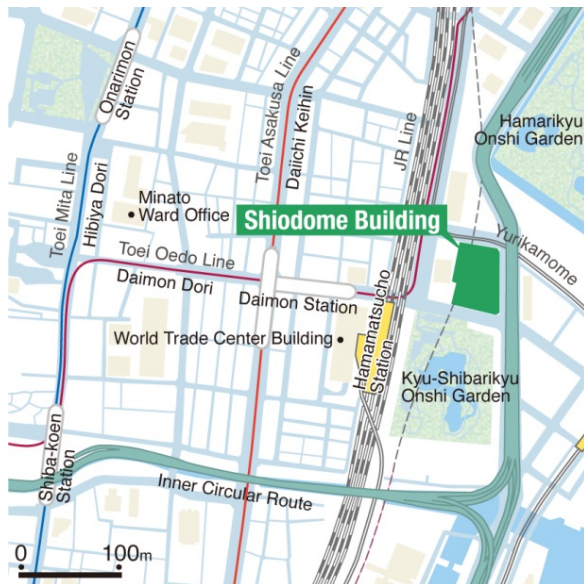 Onarimon
Station
Toei Mita Line
Hibiya Dori
Minato
Ward Office
Toei Asakusa Line
Daiichi Keihin
JR Line
Hamarikyu
Onshi Garden
Shiodome Building
Yurikamome
Toei Oedo Line
Daimon Dori
Daimon Station
World Trade Center Building
Hamamatsucho
Station
Kyu-Shibarikyu
Onshi Garden
Shiba-koen
Station
Inner Circular Route
0 100m